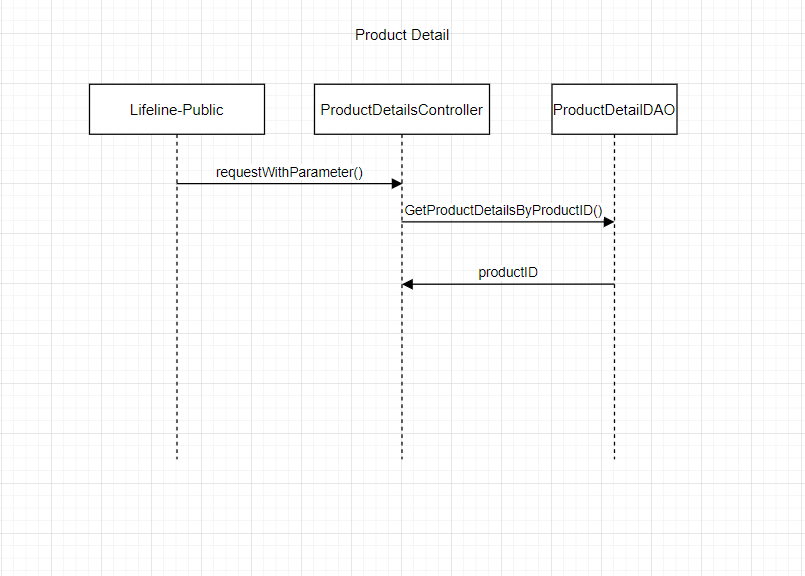 Product Detail
Lifeline-Public
ProductDetailsController
ProductDetailDAO
requestWithParameter()
GetProductDetailsByProductID()
productID